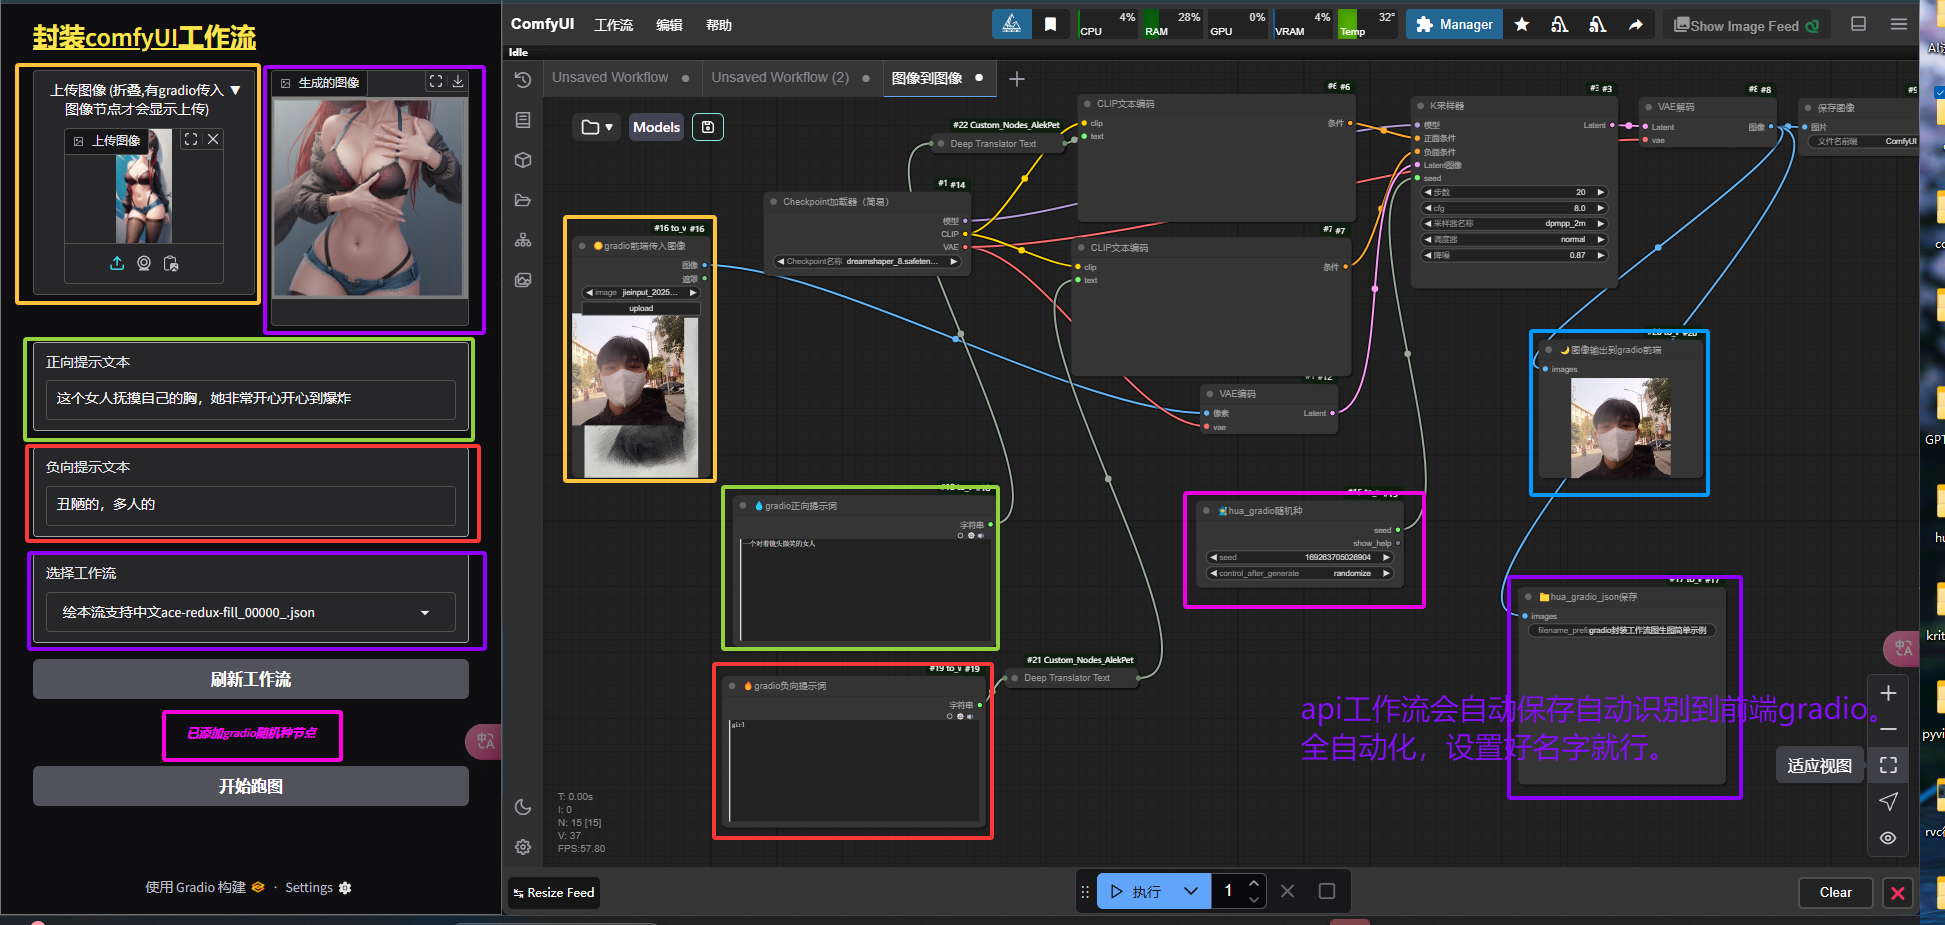 封装comfyUI工作流
上传图像 (折叠,有gradio传入 ▼
图像节点才会显示上传)
上传图像
生成的图像
正向提示文本
这个女人抚摸自己的胸，她非常开心开心到爆炸
负向提示文本
丑陋的，多人的
选择工作流
绘本流支持中文ace-redux-fill_00000_.json
刷新工作流
已添加gradio随机种节点
开始跑图
使用 Gradio 构建 · Settings
ComfyUI 工作流 编辑 帮助
CPU 4% RAM 28% GPU 0% VRAM 4% Temp 32°
Manager
Show Image Feed
Idle
Unsaved Workflow
Unsaved Workflow (2)
图像到图像
Models
#22 Custom_Nodes_AlekPet
Deep Translator Text
#6
CLIP文本编码
clip
text
条件
#3
K采样器
模型
正面条件
负面条件
Latent图像
seed
Latent
步数 20
cfg 8.0
采样器名称 dpmpp_2m
调度器 normal
降噪 0.87
#8
VAE解码
Latent
vae
图像
保存图像
图片
文件名前缀 ComfyUI
#14
Checkpoint加载器（简易）
模型
CLIP
VAE
Checkpoint名称 dreamshaper_8.safeten...
#7
CLIP文本编码
clip
text
条件
#16
gradio前端传入图像
图像
遮罩
image jieinput_2025...
upload
VAE编码
像素
vae
Latent
图像输出到gradio前端
images
gradio正向提示词
字符串
一个对着镜头微笑的女人
hua_gradio随机种
seed
show_help
seed 169263705026904
control_after_generate randomize
hua_gradio_json保存
images
gradio封装工作流图生图简单示例
#19
gradio负向提示词
字符串
girl
#21 Custom_Nodes_AlekPet
Deep Translator Text
api工作流会自动保存自动识别到前端gradio。
全自动化，设置好名字就行。
适应视图
T: 0.00s
I: 0
N: 15 [15]
V: 37
FPS:57.80
Resize Feed
执行
1
Clear